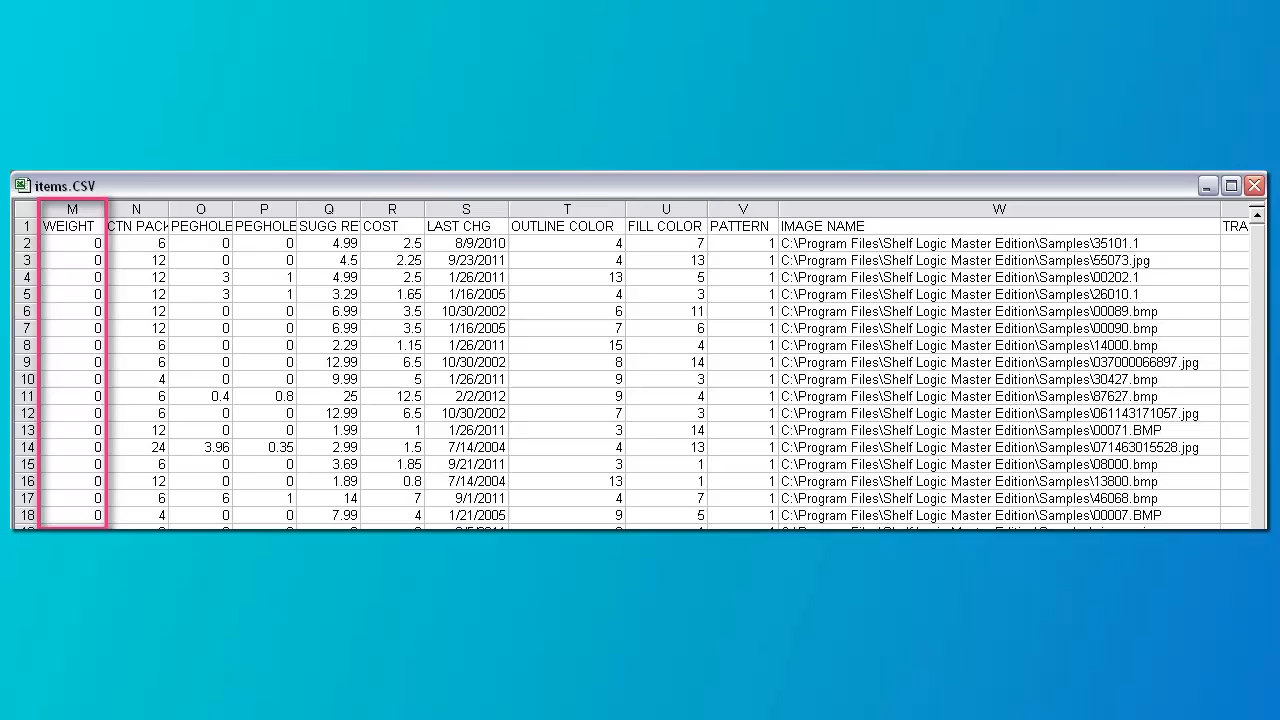 items.CSV
M N O P Q R S T U V W
1 WEIGHT CTN PACK PEGHOLE PEGHOLE SUGG RE COST LAST CHG OUTLINE COLOR FILL COLOR PATTERN IMAGE NAME TRA
2 0 6 0 0 4.99 2.5 8/9/2010 4 7 1 C:\Program Files\Shelf Logic Master Edition\Samples\35101.1
3 0 12 0 0 4.5 2.25 9/23/2011 4 13 1 C:\Program Files\Shelf Logic Master Edition\Samples\55073.jpg
4 0 12 3 1 4.99 2.5 1/26/2011 13 5 1 C:\Program Files\Shelf Logic Master Edition\Samples\00202.1
5 0 12 3 1 3.29 1.65 1/16/2005 4 3 1 C:\Program Files\Shelf Logic Master Edition\Samples\26010.1
6 0 12 0 0 6.99 3.5 10/30/2002 6 11 1 C:\Program Files\Shelf Logic Master Edition\Samples\00089.bmp
7 0 12 0 0 6.99 3.5 1/16/2005 7 6 1 C:\Program Files\Shelf Logic Master Edition\Samples\00090.bmp
8 0 6 0 0 2.29 1.15 1/26/2011 15 4 1 C:\Program Files\Shelf Logic Master Edition\Samples\14000.bmp
9 0 6 0 0 12.99 6.5 10/30/2002 8 14 1 C:\Program Files\Shelf Logic Master Edition\Samples\037000066897.jpg
10 0 4 0 0 9.99 5 1/26/2011 9 3 1 C:\Program Files\Shelf Logic Master Edition\Samples\30427.bmp
11 0 6 0.4 0.8 25 12.5 2/2/2012 9 4 1 C:\Program Files\Shelf Logic Master Edition\Samples\87627.bmp
12 0 6 0 0 12.99 6.5 10/30/2002 7 3 1 C:\Program Files\Shelf Logic Master Edition\Samples\061143171057.jpg
13 0 12 0 0 1.99 1 1/26/2011 3 14 1 C:\Program Files\Shelf Logic Master Edition\Samples\00071.BMP
14 0 24 3.96 0.35 2.99 1.5 7/14/2004 4 13 1 C:\Program Files\Shelf Logic Master Edition\Samples\071463015528.jpg
15 0 6 0 0 3.69 1.85 9/21/2011 3 1 1 C:\Program Files\Shelf Logic Master Edition\Samples\08000.bmp
16 0 12 0 0 1.89 0.8 7/14/2004 13 1 1 C:\Program Files\Shelf Logic Master Edition\Samples\13800.bmp
17 0 6 6 1 14 7 9/1/2011 4 7 1 C:\Program Files\Shelf Logic Master Edition\Samples\46068.bmp
18 0 4 0 0 7.99 4 1/21/2005 9 5 1 C:\Program Files\Shelf Logic Master Edition\Samples\00007.BMP